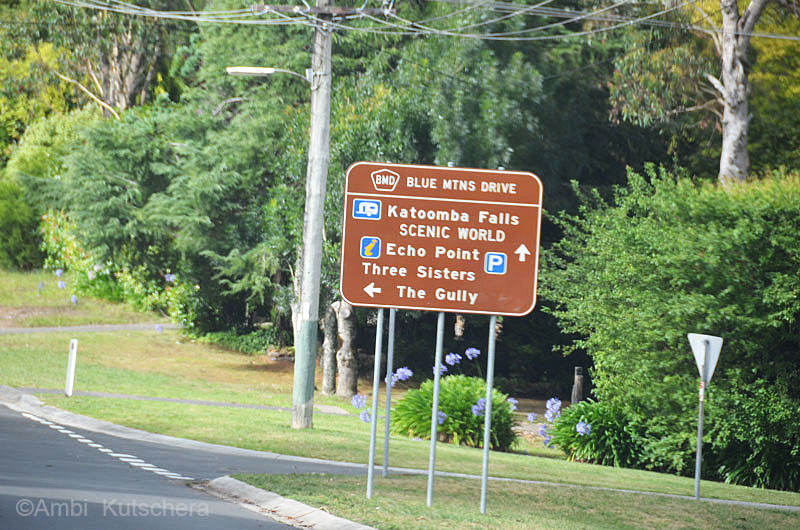 BMD BLUE MTNS DRIVE
Katoomba Falls
SCENIC WORLD
i Echo Point P
Three Sisters
The Gully
©Ambi Kutschera